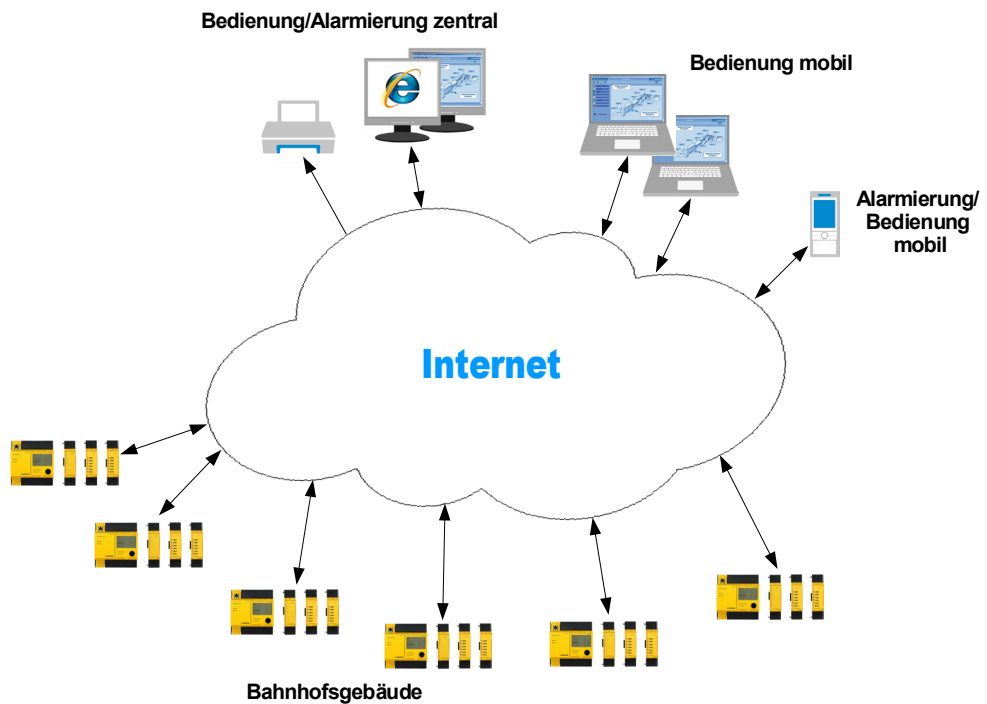 Bedienung/Alarmierung zentral
Bedienung mobil
Alarmierung/
Bedienung
mobil
Internet
Bahnhofsgebäude